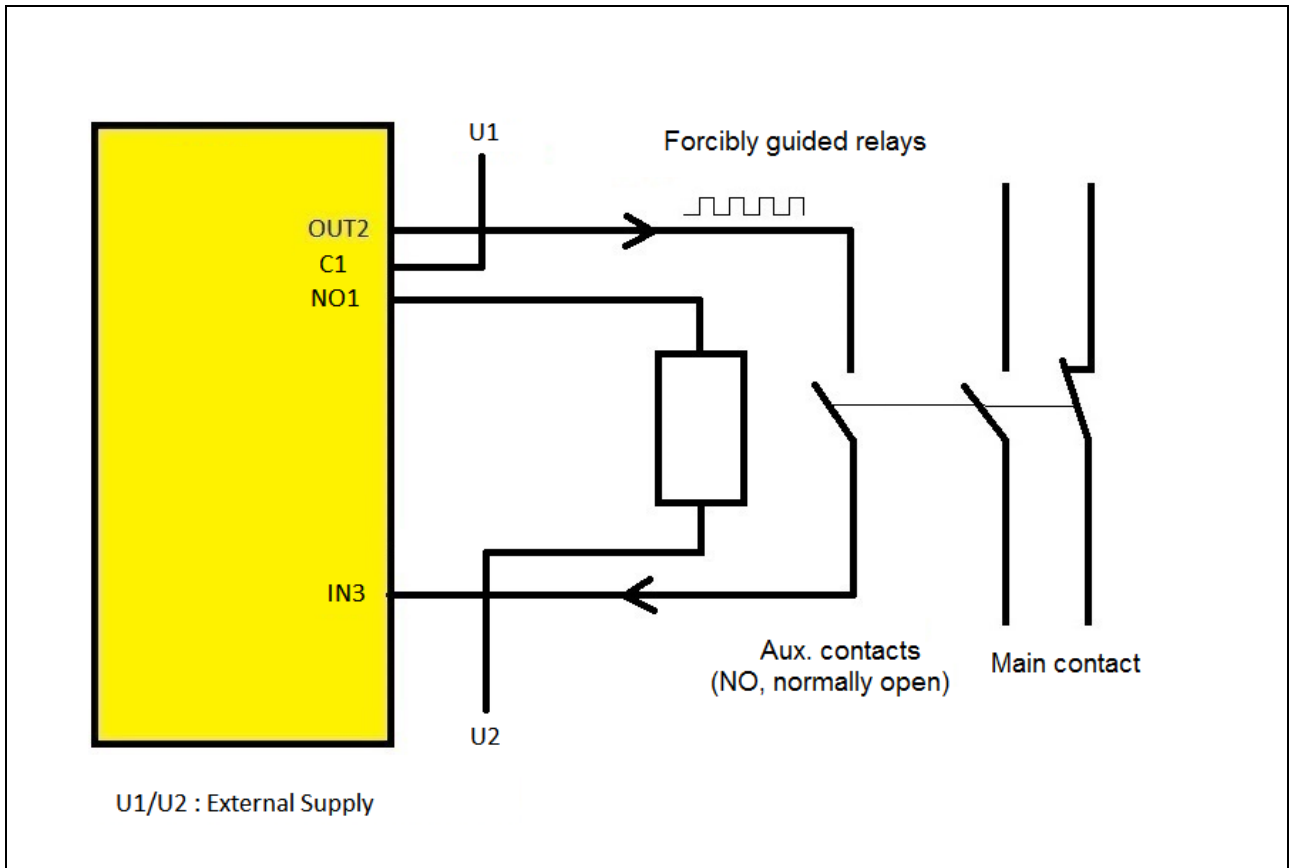 U1
Forcibly guided relays
OUT2
C1
NO1
IN3
Aux. contacts
(NO, normally open)
Main contact
U2
U1/U2 : External Supply